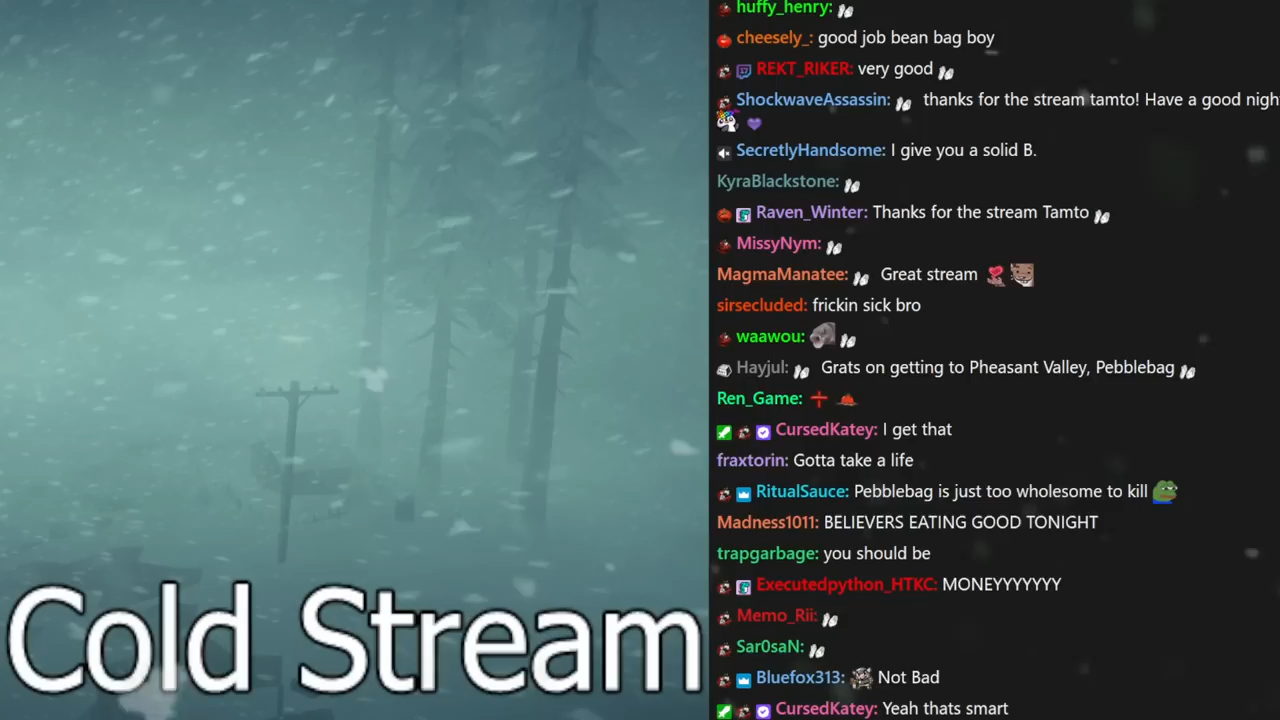 huffy_henry:
cheesely_: good job bean bag boy
REKT_RIKER: very good
ShockwaveAssassin: thanks for the stream tamto! Have a good nigh
SecretlyHandsome: I give you a solid B.
KyraBlackstone:
Raven_Winter: Thanks for the stream Tamto
MissyNym:
MagmaManatee: Great stream
sirsecluded: frickin sick bro
waawou:
Hayjul: Grats on getting to Pheasant Valley, Pebblebag
Ren_Game:
CursedKatey: I get that
fraxtorin: Gotta take a life
RitualSauce: Pebblebag is just too wholesome to kill
Madness1011: BELIEVERS EATING GOOD TONIGHT
trapgarbage: you should be
Executedpython_HTKC: MONEYYYYYYY
Memo_Rii:
Sar0saN:
Bluefox313: Not Bad
CursedKatey: Yeah thats smart
Cold Stream